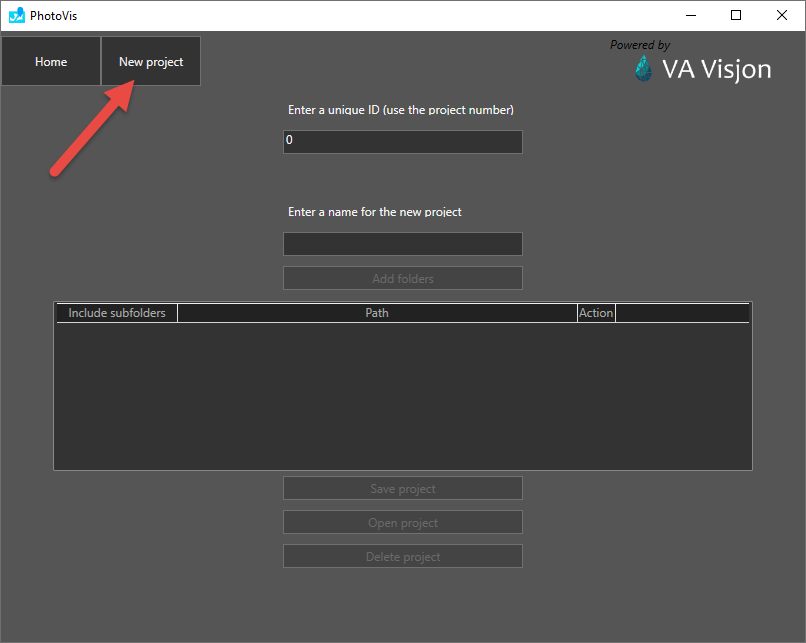 PhotoVis
Home
New project
Powered by
VA Visjon
Enter a unique ID (use the project number)
0
Enter a name for the new project
Add folders
Include subfolders Path Action
Save project
Open project
Delete project